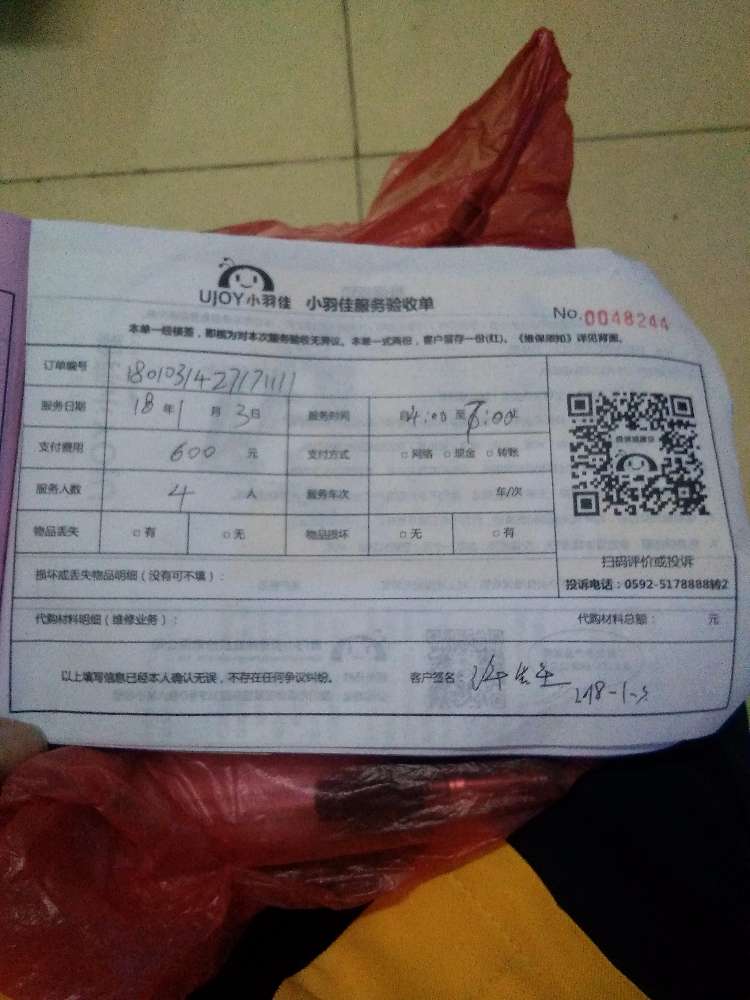 UJOY小羽佳 小羽佳服务验收单
No.0048244
本单一经接签，即视为对本次服务验收无异议。本单一式两份，客户留存一份(红)。《维保须知》详见背面。
订单编号
服务日期 18年1月3日 服务时间 自4:00至8:00止
支付费用 600 元 支付方式 □网络 □现金 □转账
服务人数 4 人 服务车次 车/次
物品丢失 □有 □无 物品损坏 □无 □有
扫码评价或投诉
损坏或丢失物品明细（没有可不填）： 投诉电话：0592-5178888转2
代购材料明细（维修业务）： 代购材料总额： 元
以上填写信息已经本人确认无误，不存在任何争议纠纷。 客户签名：